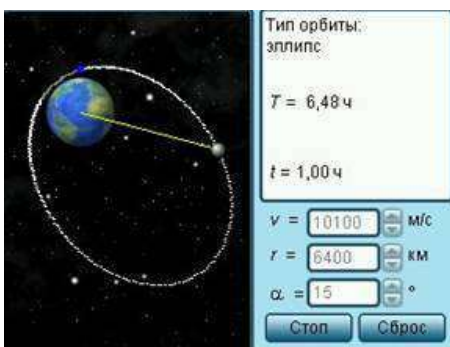 Тип орбиты:
эллипс
T = 6,48 ч
t = 1,00 ч
v = 10100 м/с
r = 6400 км
α = 15 °
Стоп Сброс